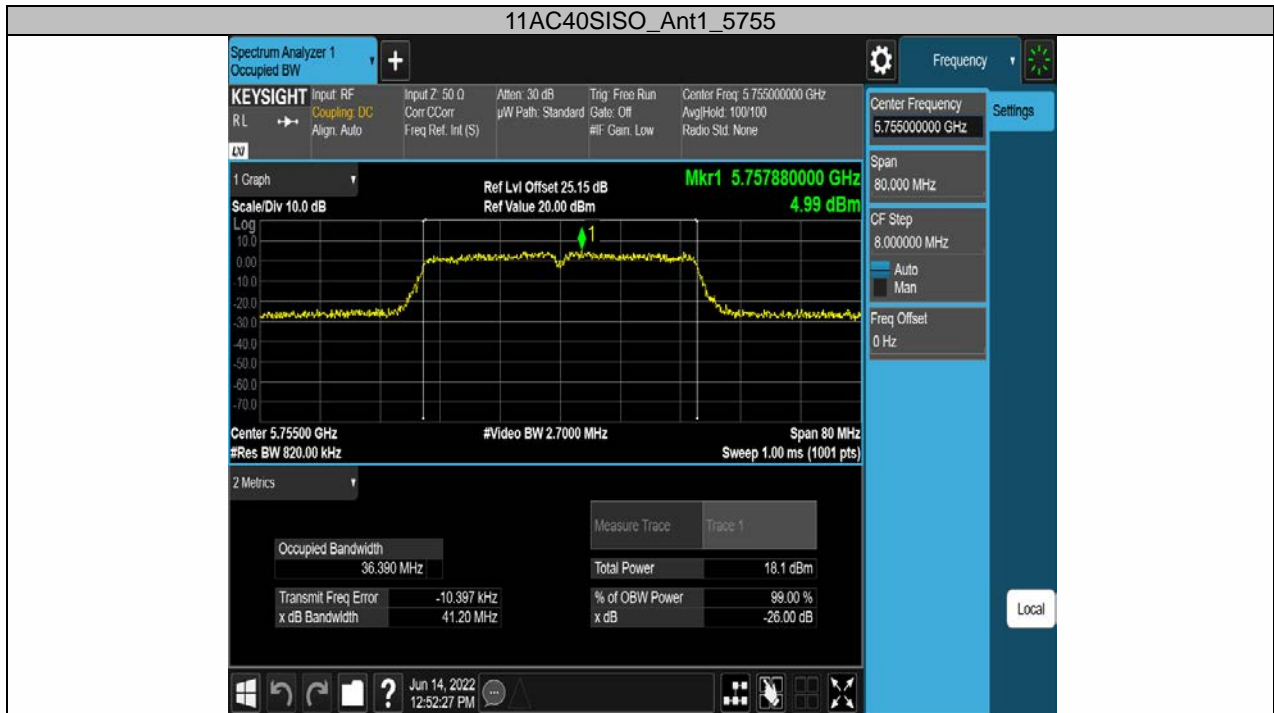 11AC40SISO_Ant1_5755
Spectrum Analyzer 1
Occupied BW
+
Frequency
KEYSIGHT
RL
LXI
Input: RF
Coupling: DC
Align: Auto
Input Z: 50 Ω
Corr CCorr
Freq Ref: Int (S)
Atten: 30 dB
µW Path: Standard
Trig: Free Run
Gate: Off
#IF Gain: Low
Center Freq: 5.755000000 GHz
Avg|Hold: 100/100
Radio Std: None
Center Frequency
5.755000000 GHz
Settings
Span
80.000 MHz
CF Step
8.000000 MHz
Auto
Man
Freq Offset
0 Hz
Local
1 Graph
Scale/Div 10.0 dB
Ref Lvl Offset 25.15 dB
Ref Value 20.00 dBm
Mkr1 5.757880000 GHz
4.99 dBm
Log
10.0
0.00
-10.0
-20.0
-30.0
-40.0
-50.0
-60.0
-70.0
1
Center 5.75500 GHz
#Video BW 2.7000 MHz
Span 80 MHz
#Res BW 820.00 kHz
Sweep 1.00 ms (1001 pts)
2 Metrics
Measure Trace Trace 1
Occupied Bandwidth
36.390 MHz
Total Power 18.1 dBm
Transmit Freq Error -10.397 kHz
% of OBW Power 99.00 %
x dB Bandwidth 41.20 MHz
x dB -26.00 dB
?
Jun 14, 2022
12:52:27 PM